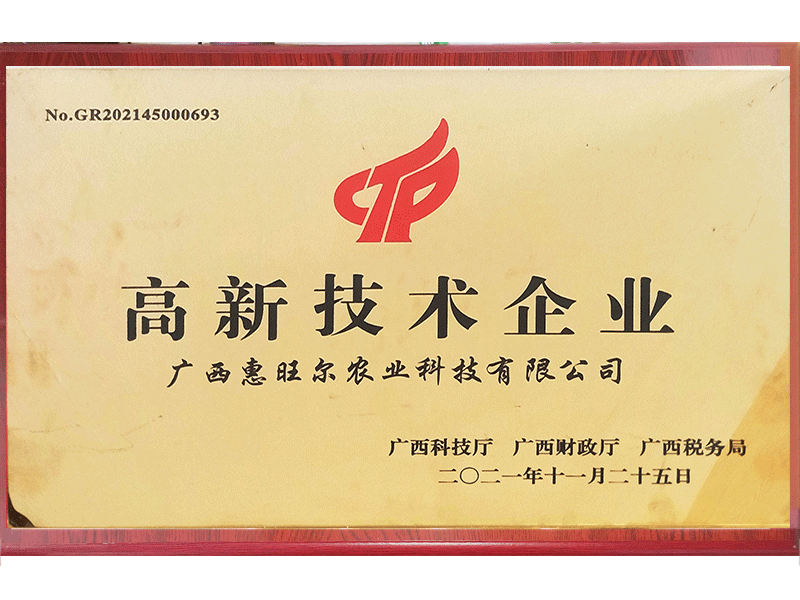 No.GR202145000693
高新技术企业
广西惠旺尔农业科技有限公司
广西科技厅 广西财政厅 广西税务局
二〇二一年十一月二十五日